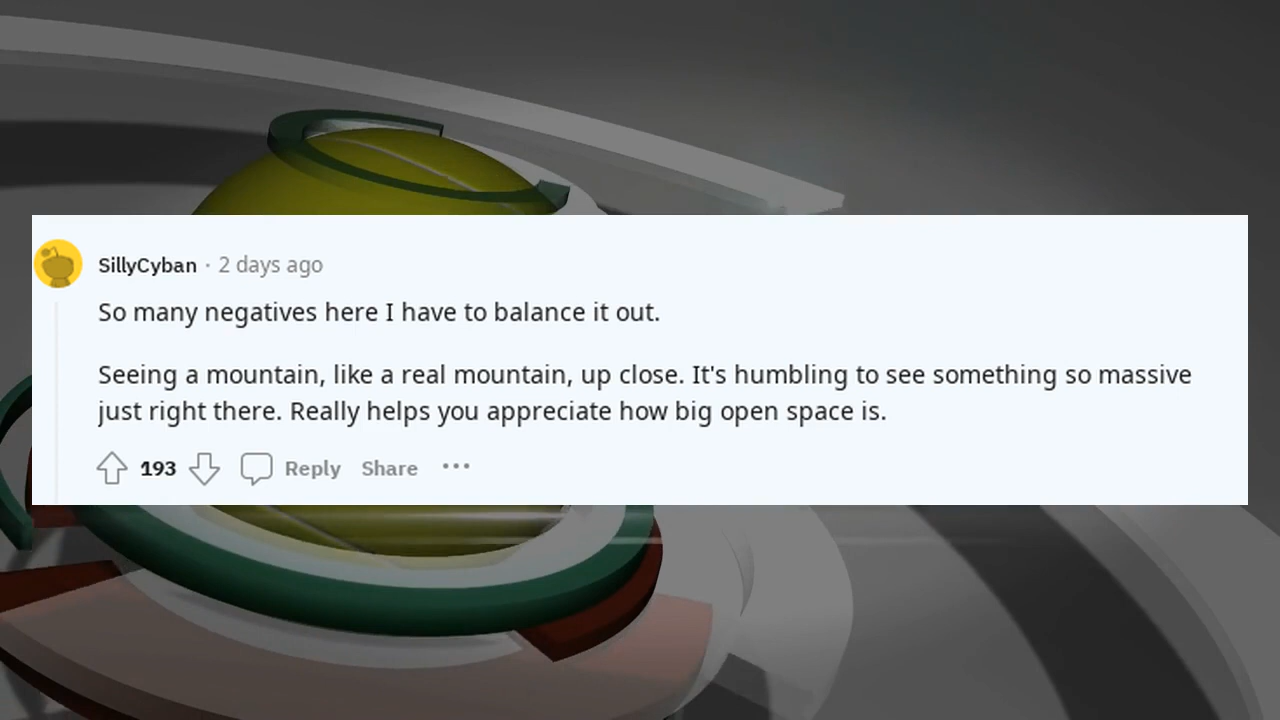 SillyCyban · 2 days ago
So many negatives here I have to balance it out.
Seeing a mountain, like a real mountain, up close. It's humbling to see something so massive
just right there. Really helps you appreciate how big open space is.
193 Reply Share •••